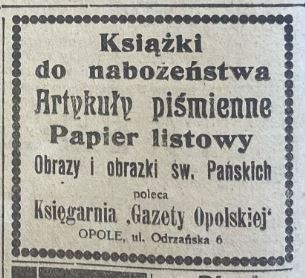 Książki
do nabożeństwa
Artykuły piśmienne
Papier listowy
Obrazy i obrazki św. Pańskich
poleca
Księgarnia „Gazety Opolskiej"
OPOLE, ul. Odrzańska 6